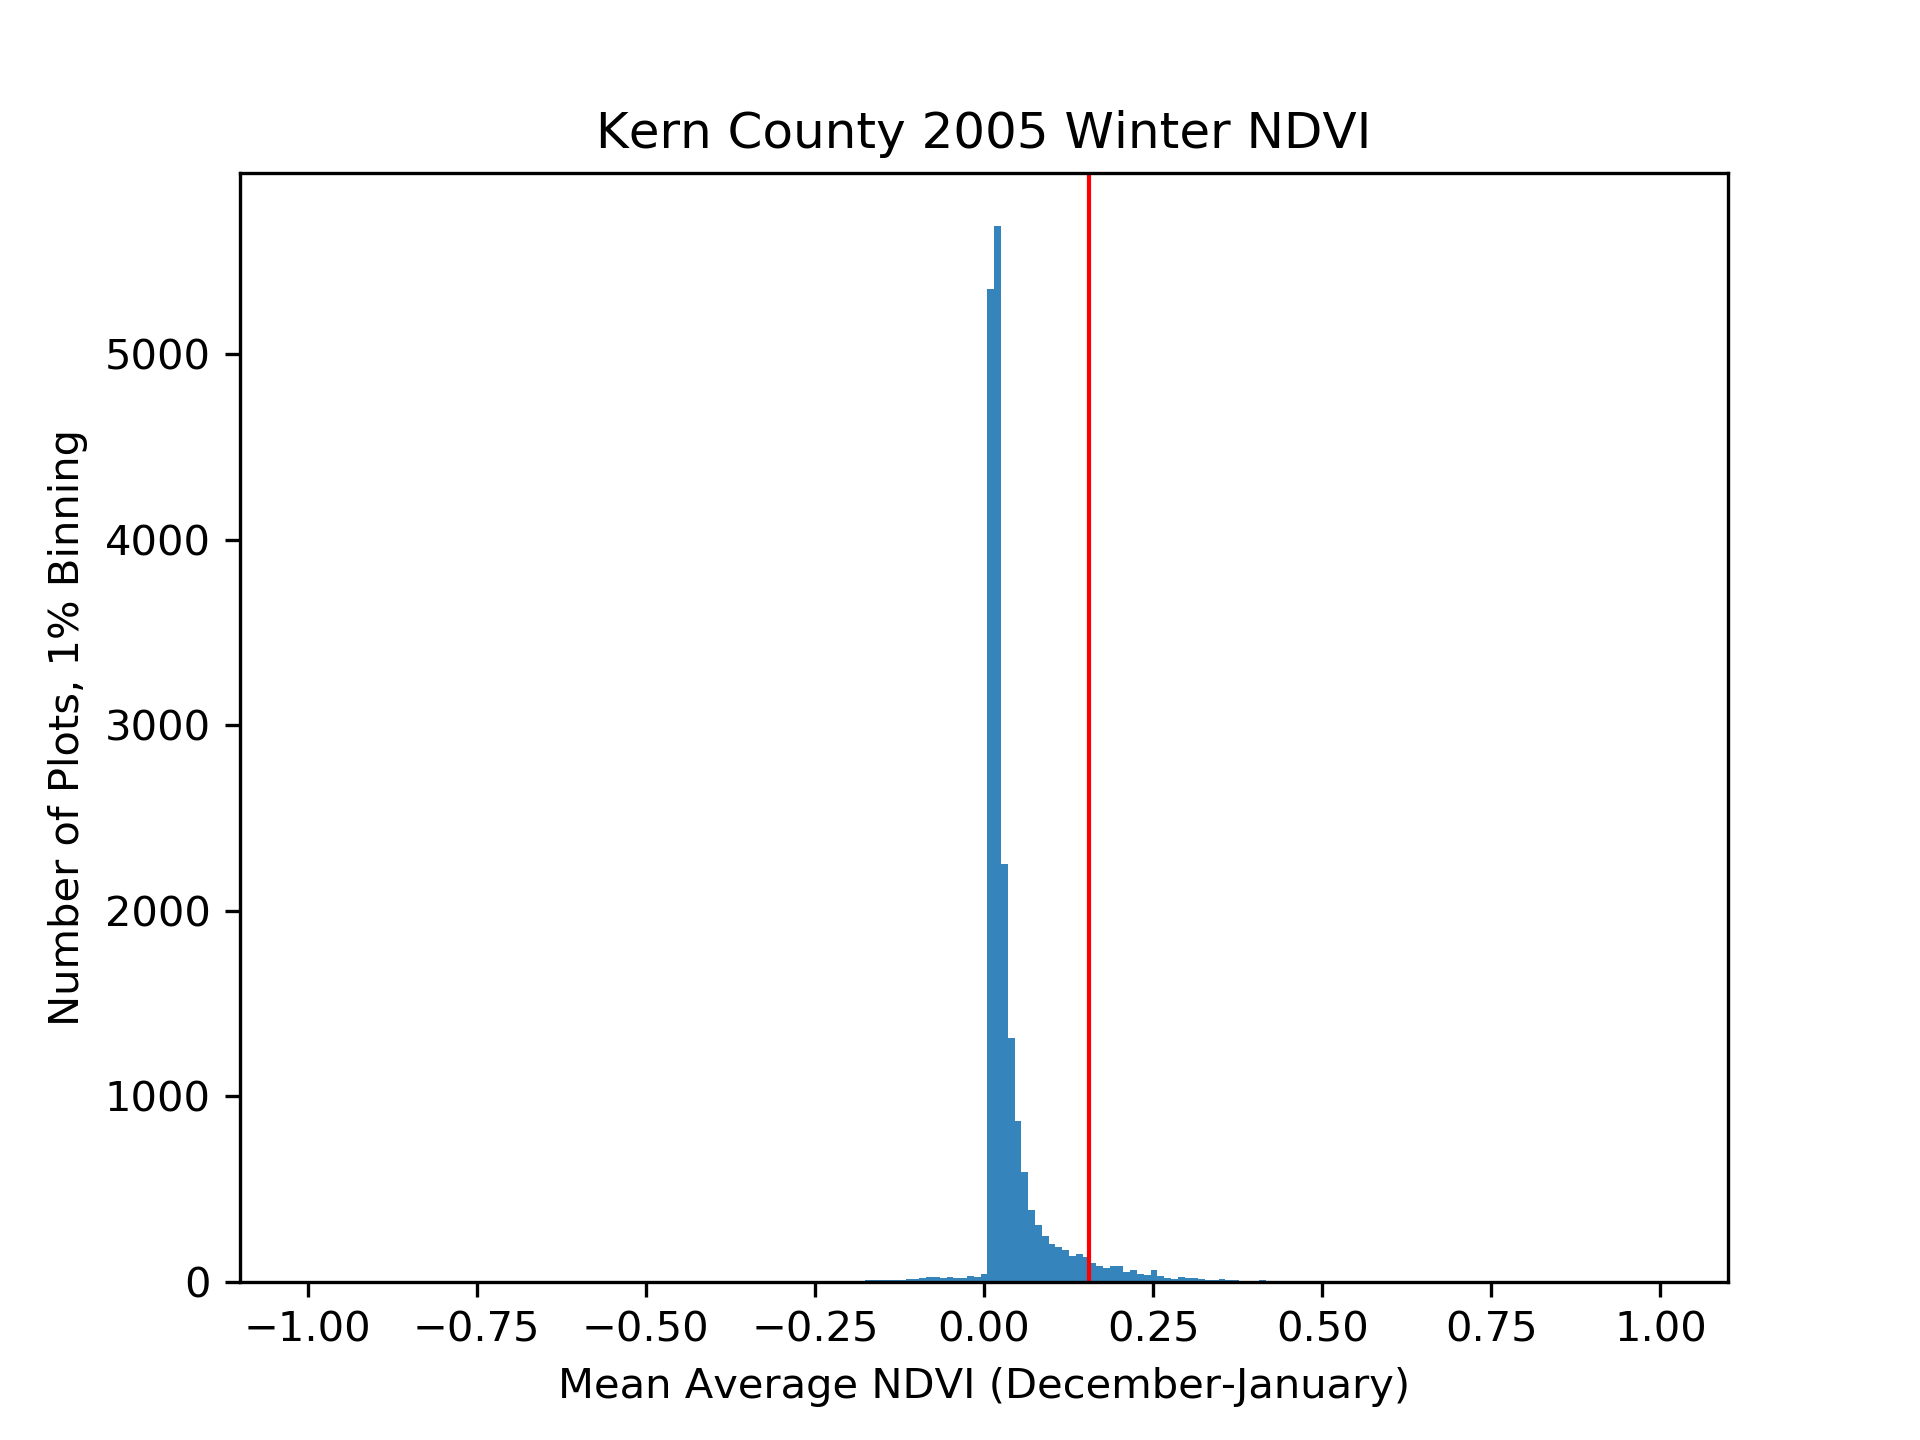 Kern County 2005 Winter NDVI
Number of Plots, 1% Binning
5000
4000
3000
2000
1000
0
−1.00 −0.75 −0.50 −0.25 0.00 0.25 0.50 0.75 1.00
Mean Average NDVI (December-January)